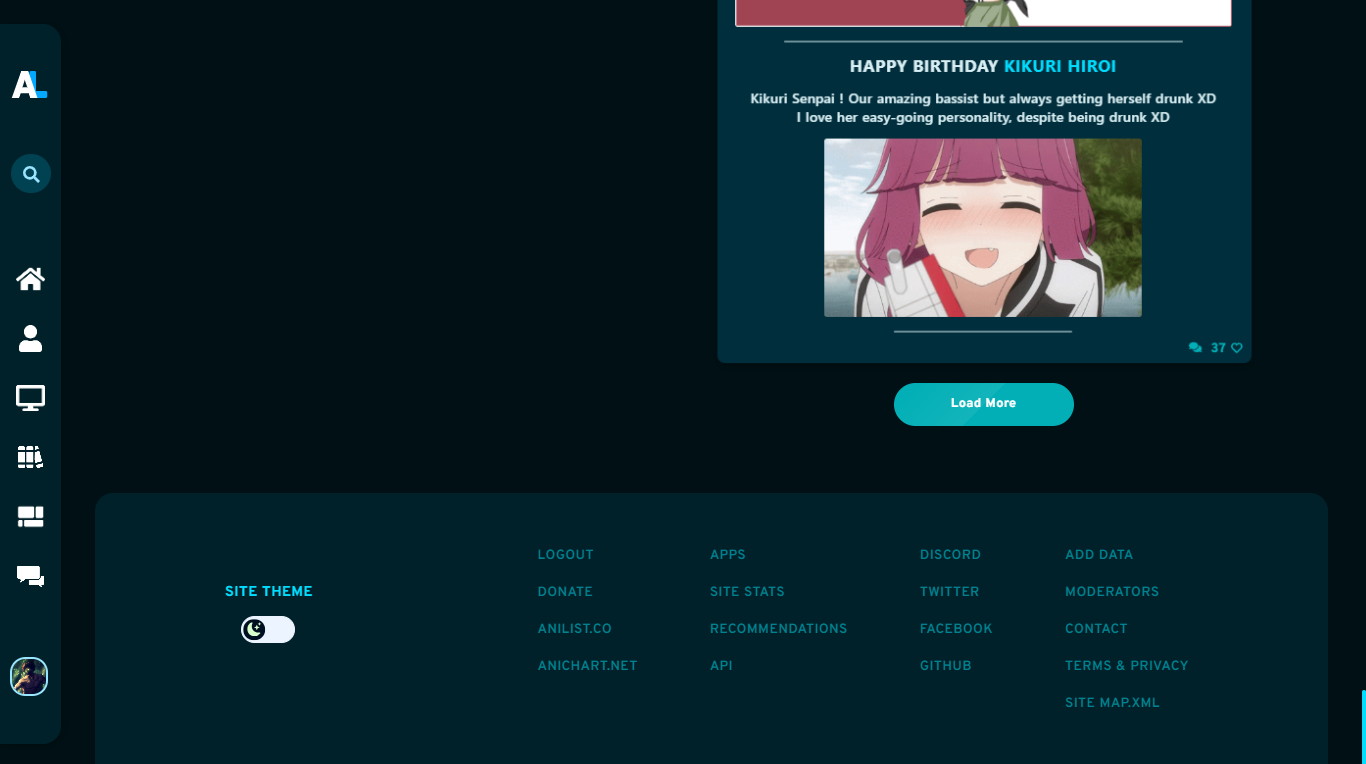 AL
HAPPY BIRTHDAY KIKURI HIROI
Kikuri Senpai ! Our amazing bassist but always getting herself drunk XD
I love her easy-going personality, despite being drunk XD
37
Load More
SITE THEME
LOGOUT
DONATE
ANILIST.CO
ANICHART.NET
APPS
SITE STATS
RECOMMENDATIONS
API
DISCORD
TWITTER
FACEBOOK
GITHUB
ADD DATA
MODERATORS
CONTACT
TERMS & PRIVACY
SITE MAP.XML